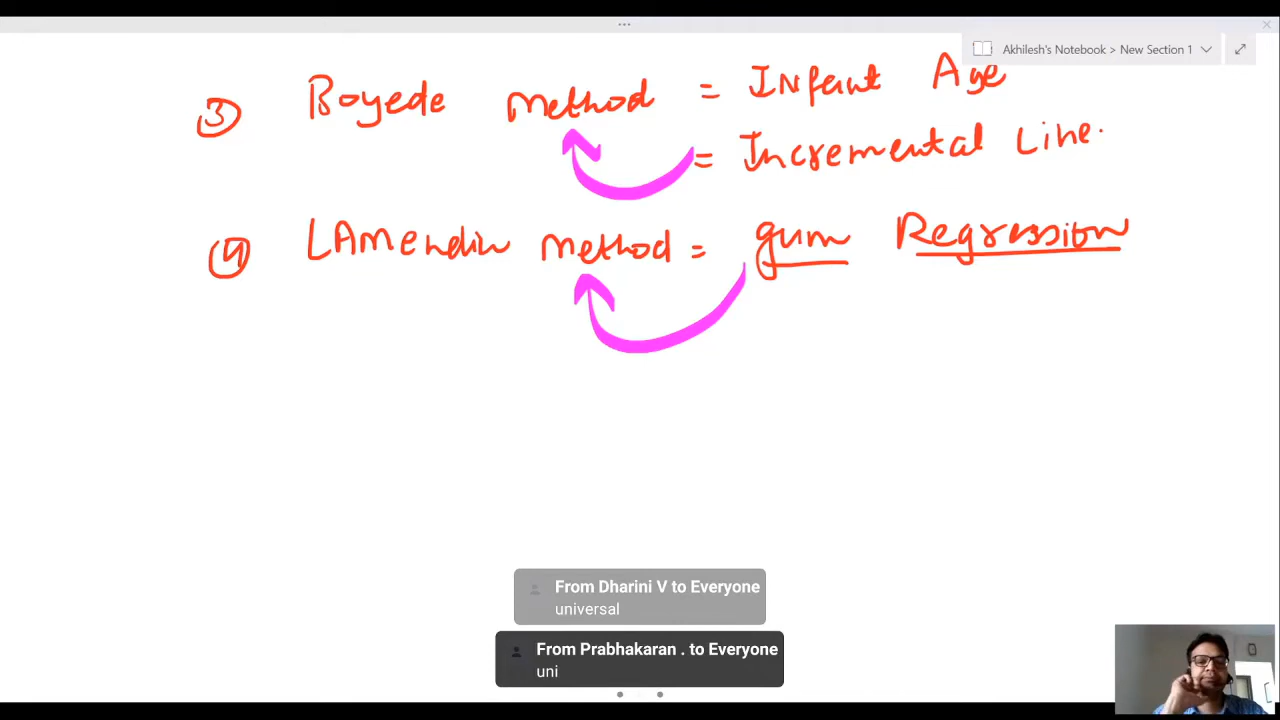 Akhilesh's Notebook > New Section 1
③ Boyede method = Infant Age
= Incremental Line.
④ LAMendin method = gum Regression
From Dharini V to Everyone
universal
From Prabhakaran . to Everyone
uni